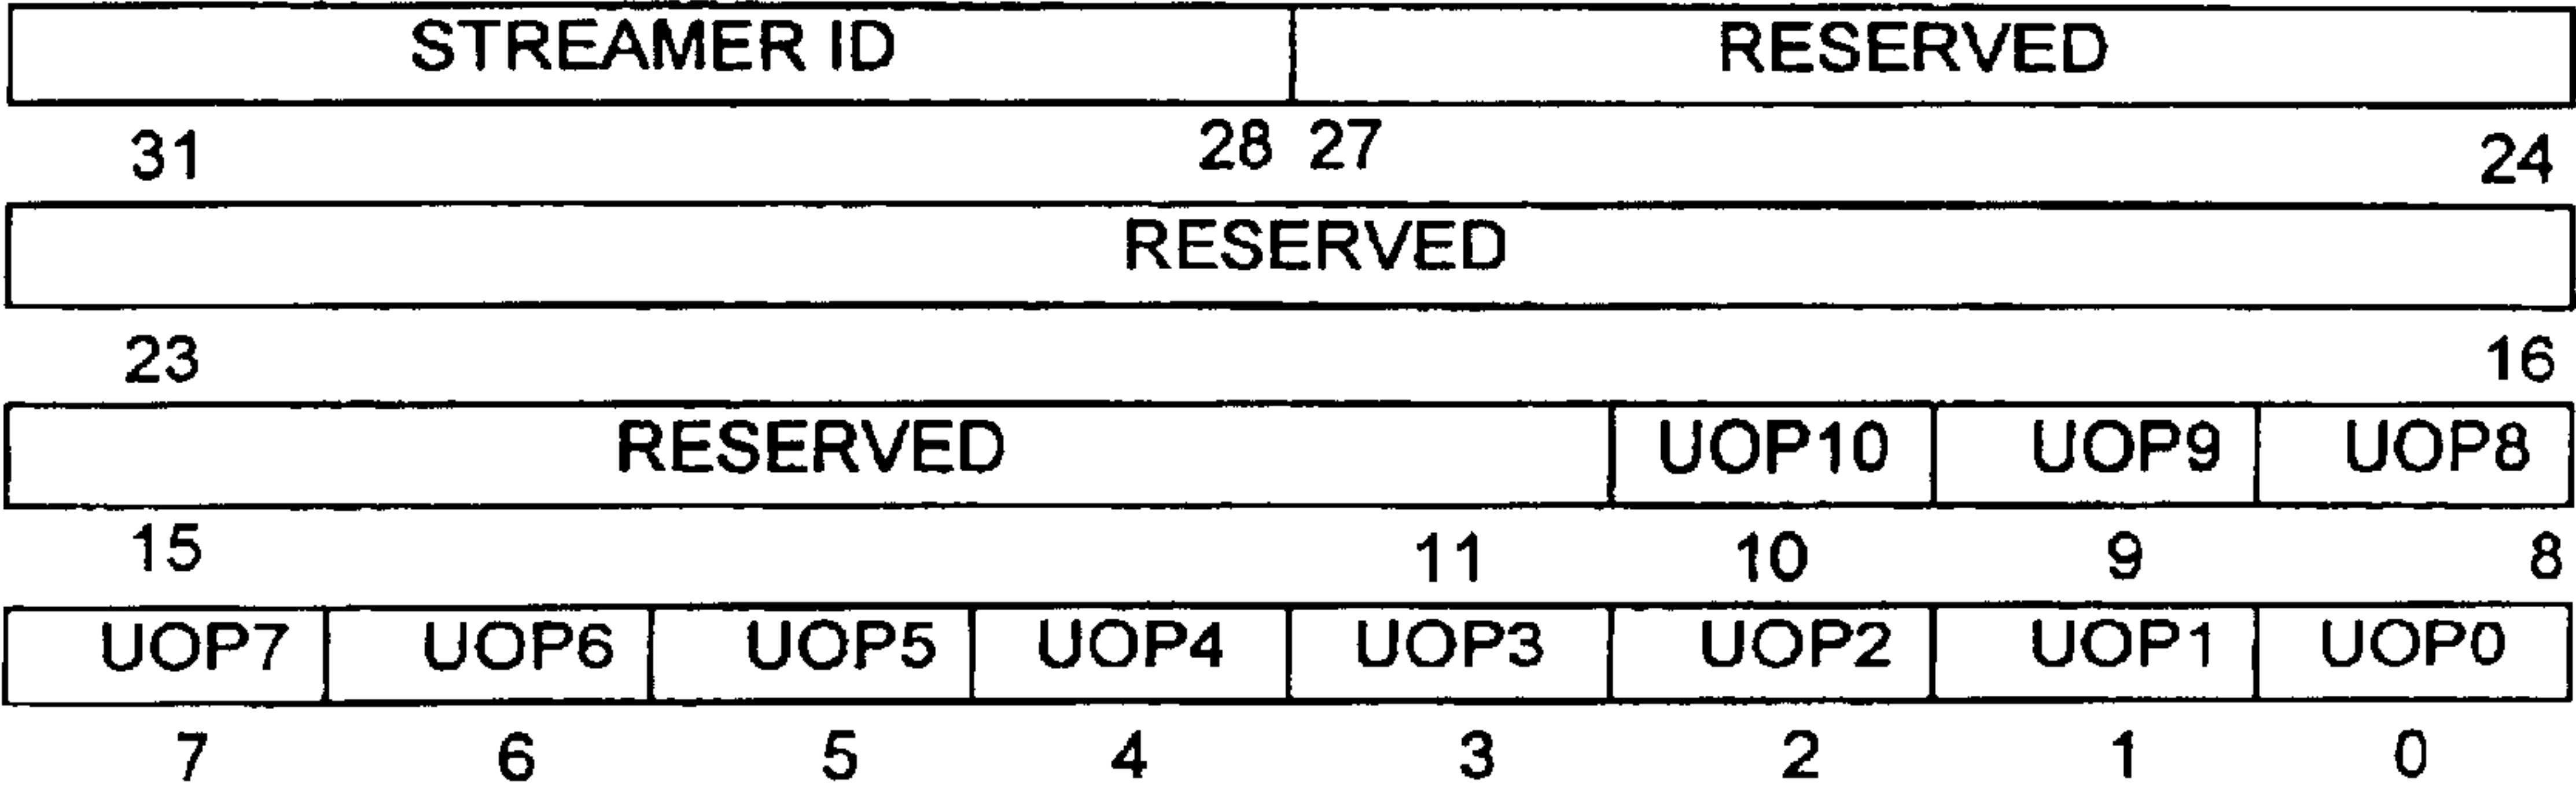 STREAMER ID RESERVED
31 28 27 24
RESERVED
23 16
RESERVED UOP10 UOP9 UOP8
15 11 10 9 8
UOP7 UOP6 UOP5 UOP4 UOP3 UOP2 UOP1 UOP0
7 6 5 4 3 2 1 0